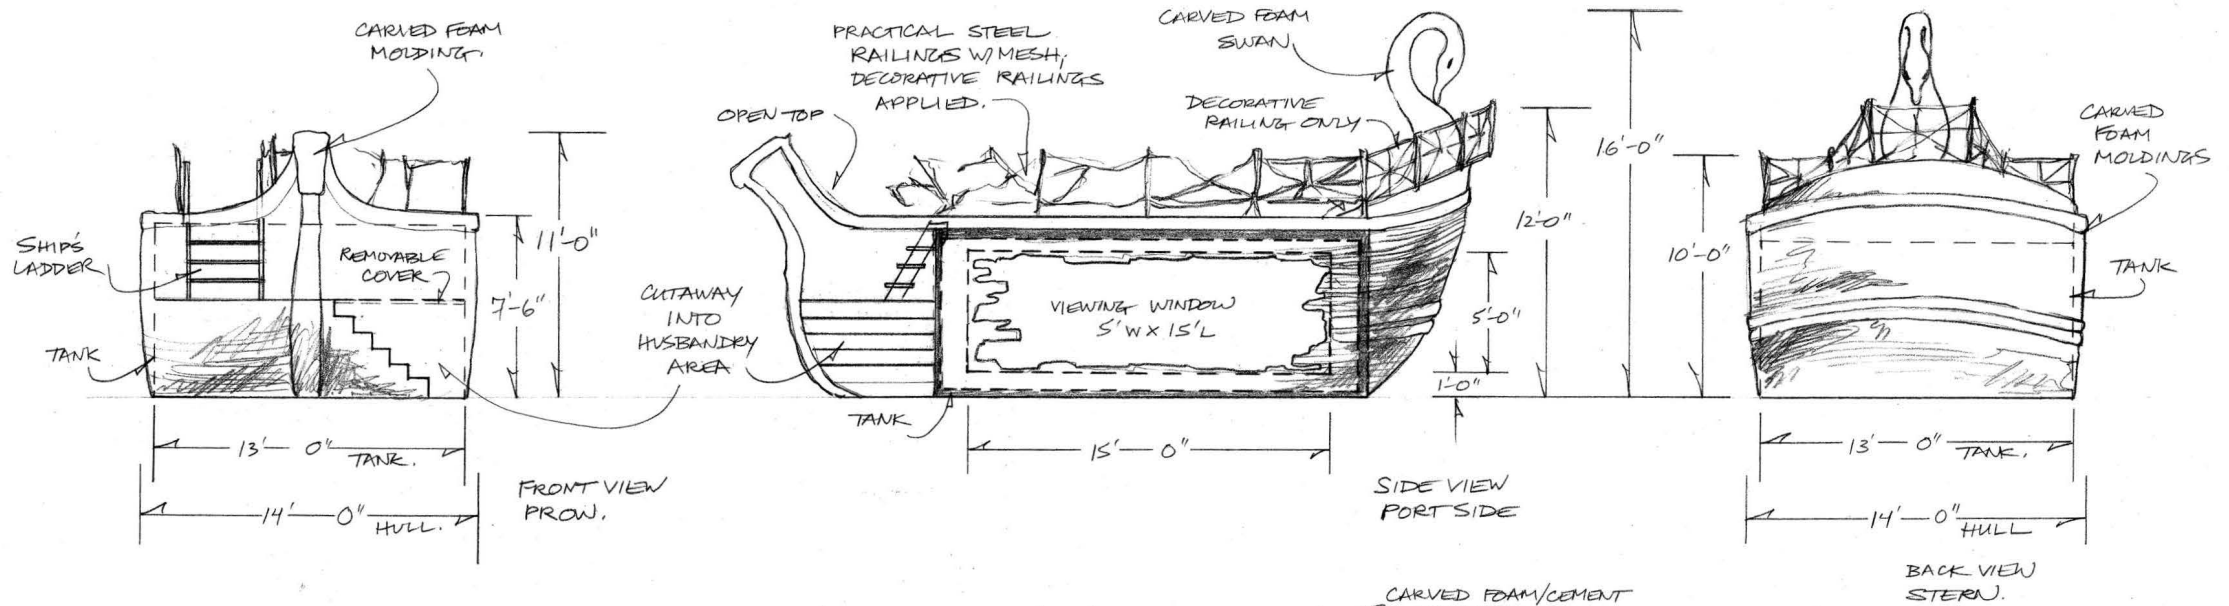 CARVED FOAM
MOLDING.
SHIP'S
LADDER
REMOVABLE
COVER
TANK
11'-0"
7'-6"
13'-0" TANK.
14'-0" HULL.
FRONT VIEW
PROW.
PRACTICAL STEEL
RAILINGS W/MESH;
DECORATIVE RAILINGS
APPLIED.
OPEN TOP
CARVED FOAM
SWAN.
DECORATIVE
RAILING ONLY
CUTAWAY
INTO
HUSBANDRY
AREA
VIEWING WINDOW
5'W X 15'L
TANK
5'-0"
1'-0"
12'-0"
16'-0"
15'-0"
SIDE VIEW
PORT SIDE
10'-0"
CARVED
FOAM
MOLDINGS
TANK
13'-0" TANK.
14'-0" HULL
BACK VIEW
STERN.
CARVED FOAM/CEMENT